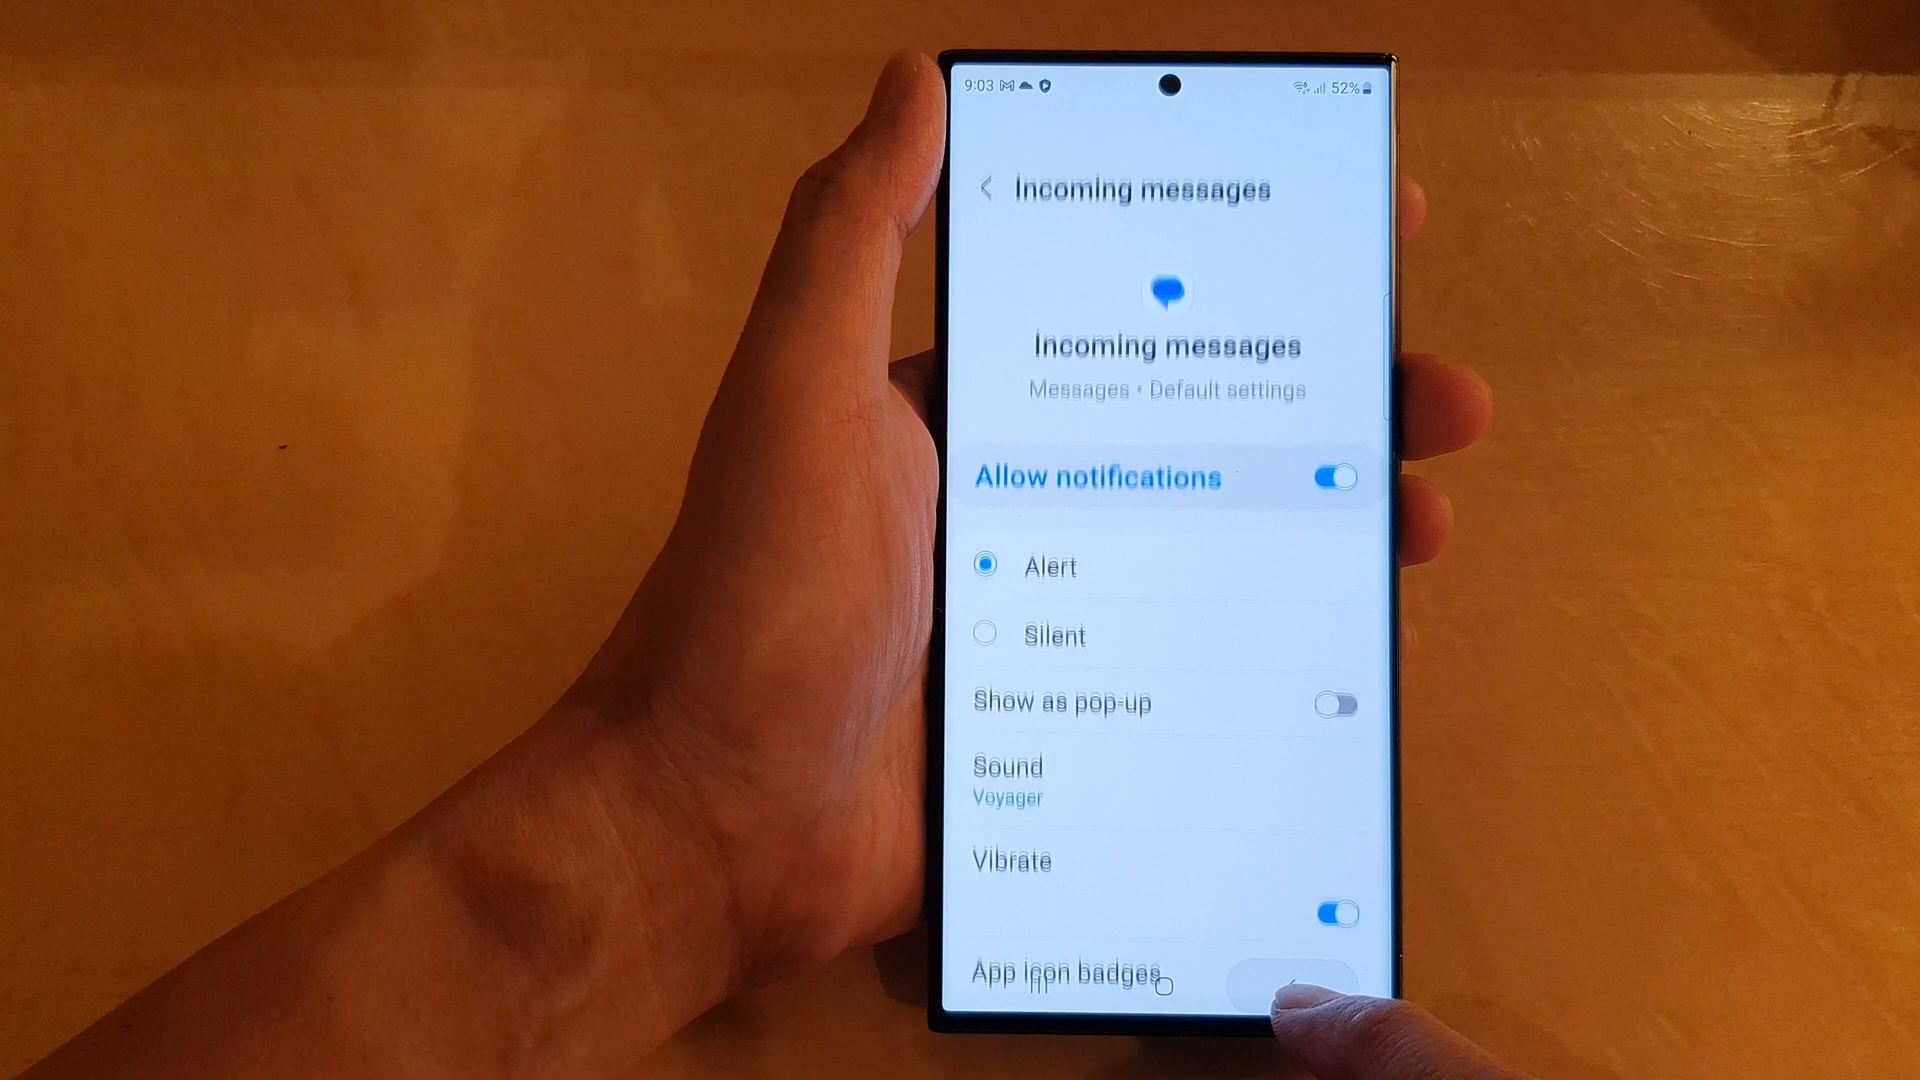 9:03 52%
Incoming messages
Incoming messages
Messages • Default settings
Allow notifications
Alert
Silent
Show as pop-up
Sound
Voyager
Vibrate
App icon badges